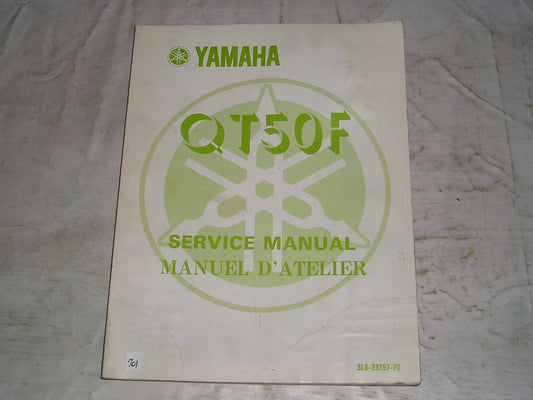 YAMAHA
QT50F
SERVICE MANUAL
MANUEL D'ATELIER
701
3L8-28197-70